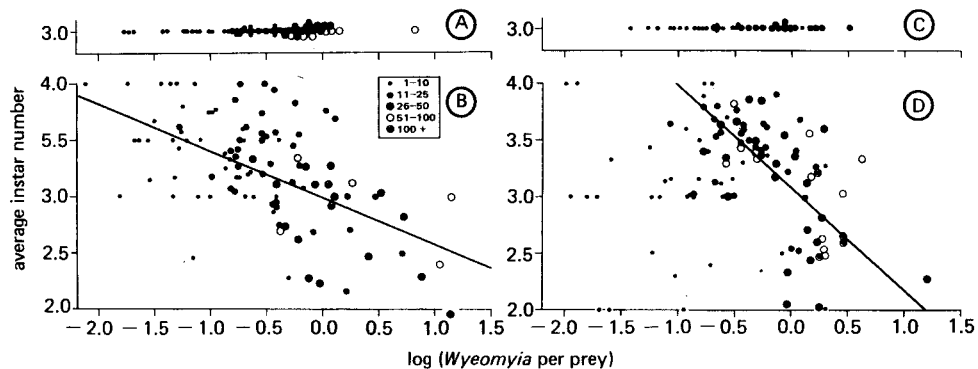 A
C
3.0
3.0
4.0
5.5
3.0
2.5
2.0
average instar number
1–10
11–25
26–50
51–100
100 +
B
4.0
3.5
3.0
2.5
2.0
D
−2.0 −1.5 −1.0 −0.5 0.0 0.5 1.0 1.5
−2.0 −1.5 −1.0 −0.5 0.0 0.5 1.0 1.5
log (Wyeomyia per prey)